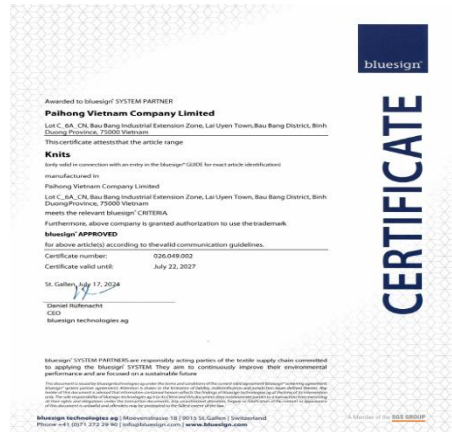 bluesign®
CERTIFICATE
Awarded to bluesign® SYSTEM PARTNER
Paihong Vietnam Company Limited
Lot C_6A_CN, Bau Bang Industrial Extension Zone, Lai Uyen Town,Bau Bang District, Binh
Duong Province, 75000 Vietnam
This certificate attests that the article range
Knits
(only valid in connection with an entry in the bluesign® GUIDE for exact article identification)
manufactured in
Paihong Vietnam Company Limited
Lot C_6A_CN, Bau Bang Industrial Extension Zone, Lai Uyen Town, Bau Bang District, Binh
Duong Province, 75000 Vietnam
meets the relevant bluesign® CRITERIA.
Furthermore, above company is granted authorization to use the trademark
bluesign® APPROVED
for above article(s) according to the valid communication guidelines.
Certificate number: 026.049.002
Certificate valid until: July 22, 2027
St. Gallen, July 17, 2024
Daniel Rüfenacht
CEO
bluesign technologies ag
bluesign® SYSTEM PARTNERS are responsibly acting parties of the textile supply chain committed
to applying the bluesign® SYSTEM. They aim to continuously improve their environmental
performance and are focused on a sustainable future
bluesign technologies ag | Moevenstrasse 18 | 9015 St. Gallen | Switzerland
Phone +41 (0)71 272 29 90 | info@bluesign.com | www.bluesign.com
A Member of the SGS GROUP